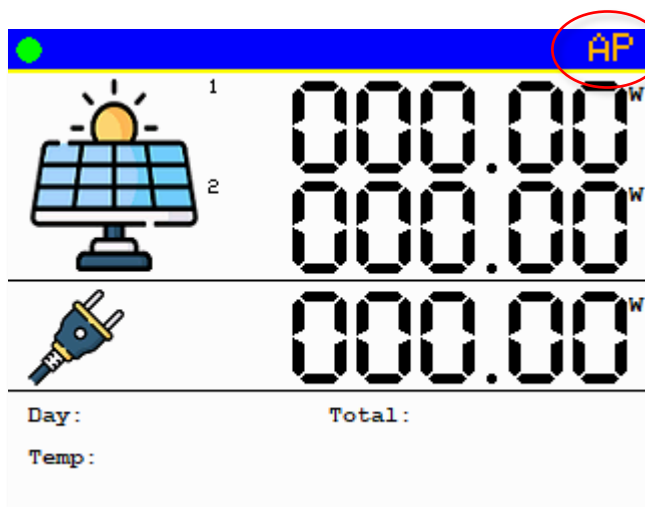 AP
1 000.00 W
2 000.00 W
000.00 W
Day: Total:
Temp: